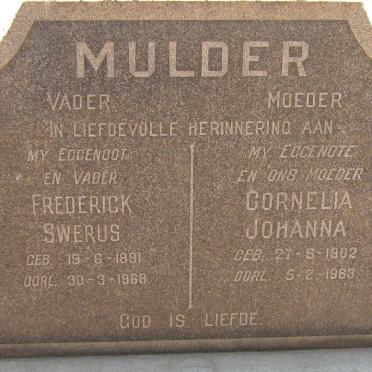 MULDER
VADER MOEDER
IN LIEFDEVOLLE HERINNERING AAN
MY EGGENOOT
EN VADER
FREDERICK
SWERUS
GEB. 19-6-1891
OORL. 30-3-1968
MY EGGENOTE
EN ONS MOEDER
CORNELIA
JOHANNA
GEB. 27-8-1902
OORL. 5-2-1983
GOD IS LIEFDE.